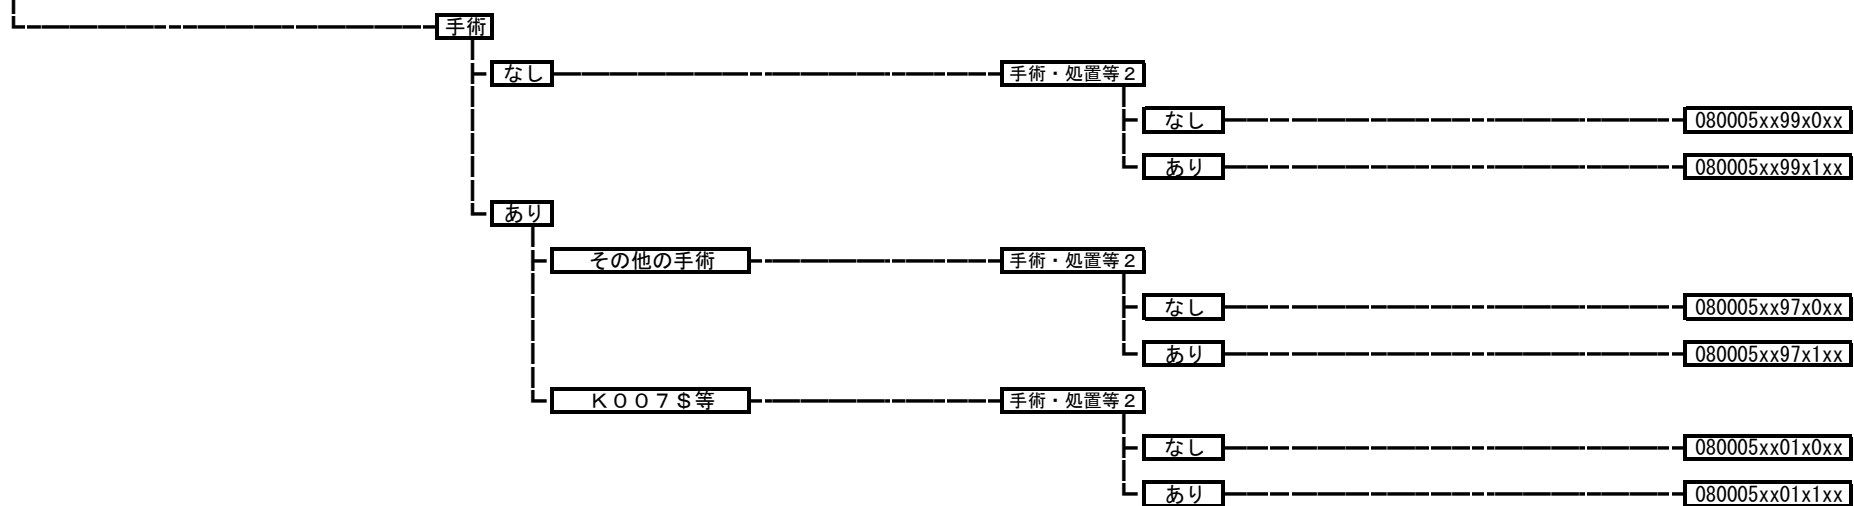 手術
なし 手術・処置等2
なし 080005xx99x0xx
あり 080005xx99x1xx
あり
その他の手術 手術・処置等2
なし 080005xx97x0xx
あり 080005xx97x1xx
K007$等 手術・処置等2
なし 080005xx01x0xx
あり 080005xx01x1xx